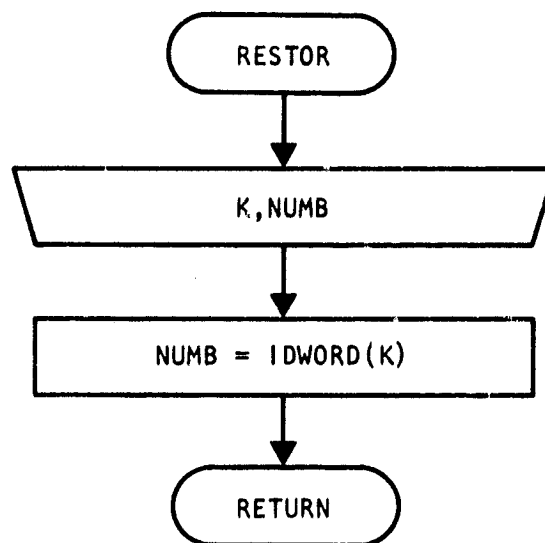 RESTOR
K,NUMB
NUMB = IDWORD(K)
RETURN